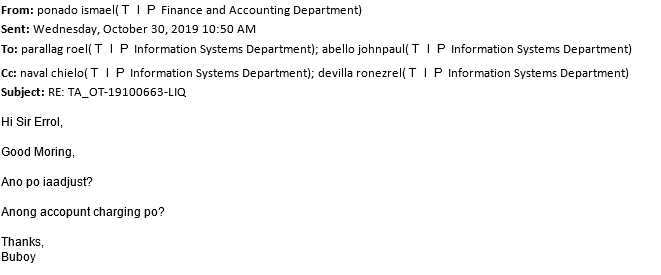 From: ponado ismael( T I P Finance and Accounting Department)
Sent: Wednesday, October 30, 2019 10:50 AM
To: parallag roel( T I P Information Systems Department); abello johnpaul( T I P Information Systems Department)
Cc: naval chielo( T I P Information Systems Department); devilla ronezrel( T I P Information Systems Department)
Subject: RE: TA_OT-19100663-LIQ
Hi Sir Errol,
Good Moring,
Ano po iaadjust?
Anong accopunt charging po?
Thanks,
Buboy